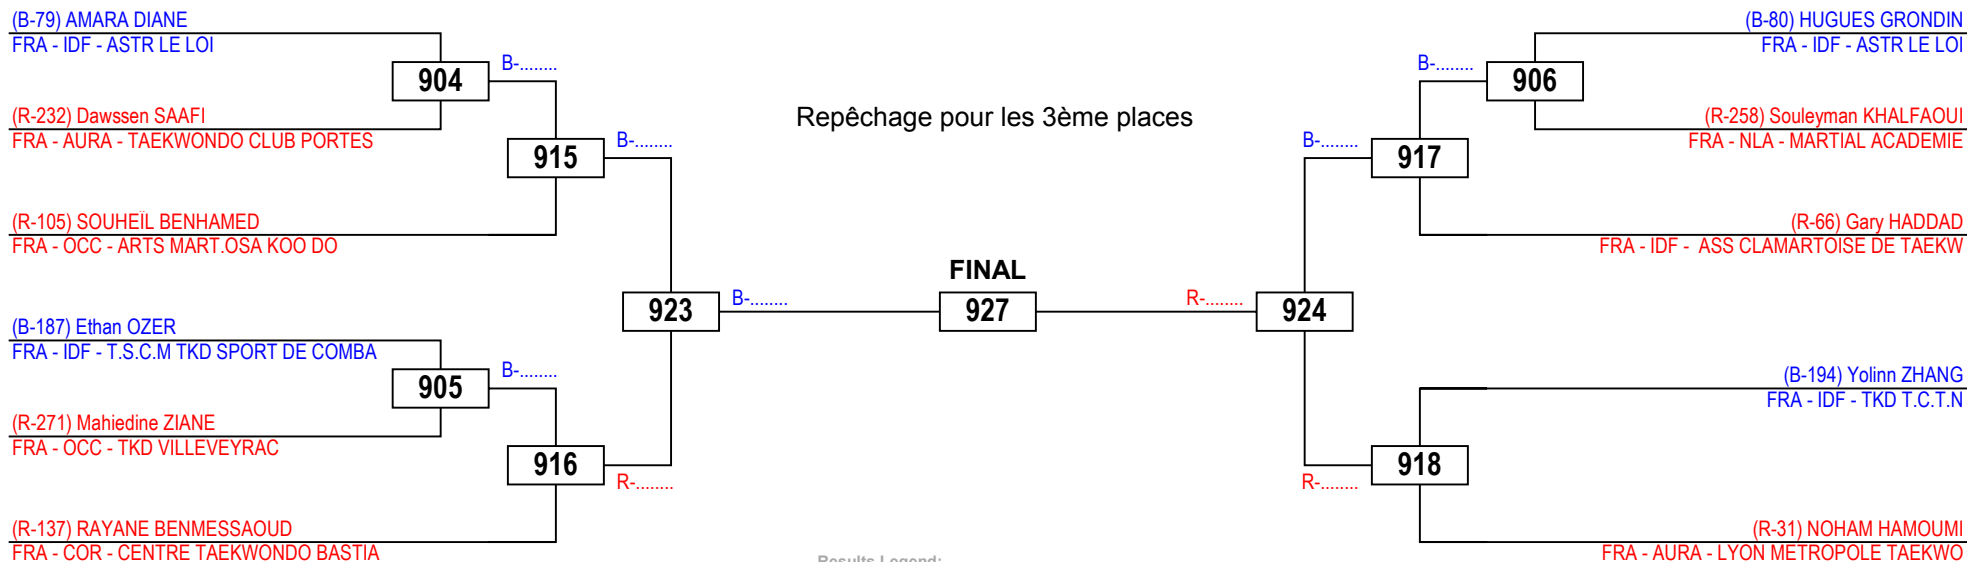 (B-79) AMARA DIANE
FRA - IDF - ASTR LE LOI
904
B-........
(R-232) Dawssen SAAFI
FRA - AURA - TAEKWONDO CLUB PORTES
915
B-........
(R-105) SOUHEÏL BENHAMED
FRA - OCC - ARTS MART.OSA KOO DO
923
B-........
(B-187) Ethan OZER
FRA - IDF - T.S.C.M TKD SPORT DE COMBA
905
B-........
(R-271) Mahiedine ZIANE
FRA - OCC - TKD VILLEVEYRAC
916
R-........
(R-137) RAYANE BENMESSAOUD
FRA - COR - CENTRE TAEKWONDO BASTIA
Repêchage pour les 3ème places
FINAL
927
Results Legend:
(B-80) HUGUES GRONDIN
FRA - IDF - ASTR LE LOI
B-........
906
(R-258) Souleyman KHALFAOUI
FRA - NLA - MARTIAL ACADEMIE
B-........
917
(R-66) Gary HADDAD
FRA - IDF - ASS CLAMARTOISE DE TAEKW
R-........
924
(B-194) Yolinn ZHANG
FRA - IDF - TKD T.C.T.N
918
R-........
(R-31) NOHAM HAMOUMI
FRA - AURA - LYON METROPOLE TAEKWO